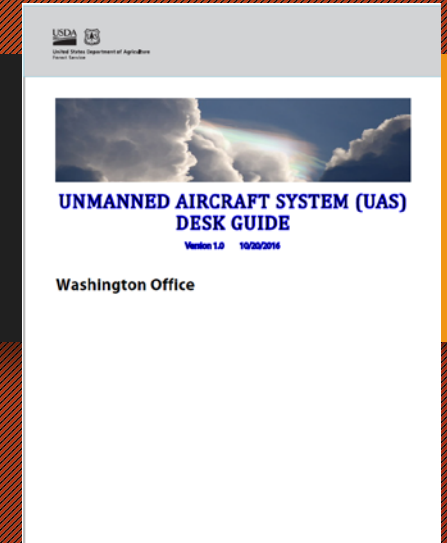 USDA
United States Department of Agriculture
Forest Service
UNMANNED AIRCRAFT SYSTEM (UAS)
DESK GUIDE
Version 1.0 10/20/2016
Washington Office